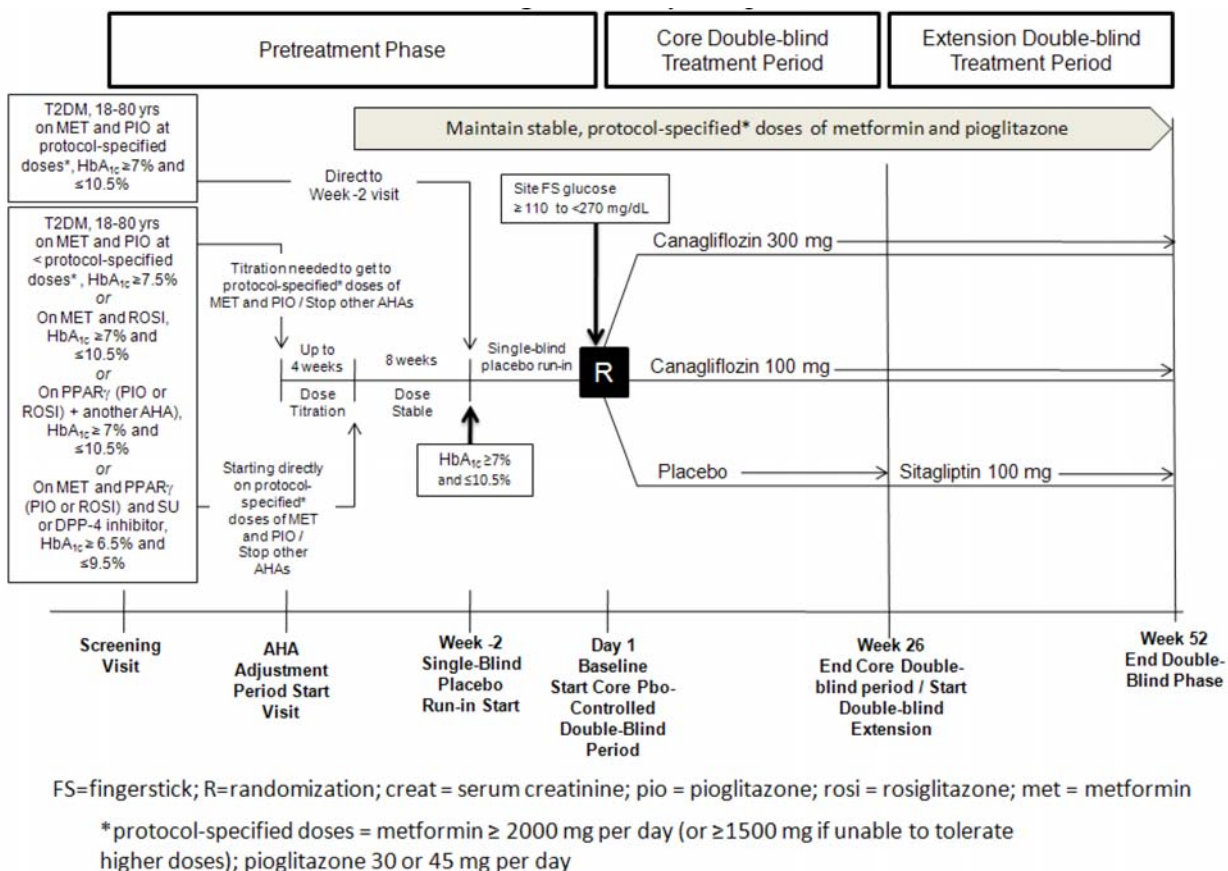 Pretreatment Phase
Core Double-blind
Treatment Period
Extension Double-blind
Treatment Period
T2DM, 18-80 yrs
on MET and PIO at
protocol-specified
doses*, HbA1c ≥7% and
≤10.5%
Maintain stable, protocol-specified* doses of metformin and pioglitazone
Direct to
Week -2 visit
Site FS glucose
≥ 110 to <270 mg/dL
T2DM, 18-80 yrs
on MET and PIO at
< protocol-specified
doses*, HbA1c ≥7.5%
or
On MET and ROSI,
HbA1c ≥7% and
≤10.5%
or
On PPARγ (PIO or
ROSI) + another AHA),
HbA1c ≥ 7% and
≤10.5%
or
On MET and PPARγ
(PIO or ROSI) and SU
or DPP-4 inhibitor,
HbA1c ≥ 6.5% and
≤9.5%
Titration needed to get to
protocol-specified* doses of
MET and PIO / Stop other AHAs
Up to
4 weeks
Dose
Titration
8 weeks
Dose
Stable
Single-blind
placebo run-in
R
HbA1c ≥7%
and ≤10.5%
Starting directly
on protocol-
specified*
doses of MET
and PIO /
Stop other
AHAs
Canagliflozin 300 mg
Canagliflozin 100 mg
Placebo
Sitagliptin 100 mg
Screening
Visit
AHA
Adjustment
Period Start
Visit
Week -2
Single-Blind
Placebo
Run-in Start
Day 1
Baseline
Start Core Pbo-
Controlled
Double-Blind
Period
Week 26
End Core Double-
blind period / Start
Double-blind
Extension
Week 52
End Double-
Blind Phase
FS=fingerstick; R=randomization; creat = serum creatinine; pio = pioglitazone; rosi = rosiglitazone; met = metformin
*protocol-specified doses = metformin ≥ 2000 mg per day (or ≥1500 mg if unable to tolerate
higher doses); pioglitazone 30 or 45 mg per day